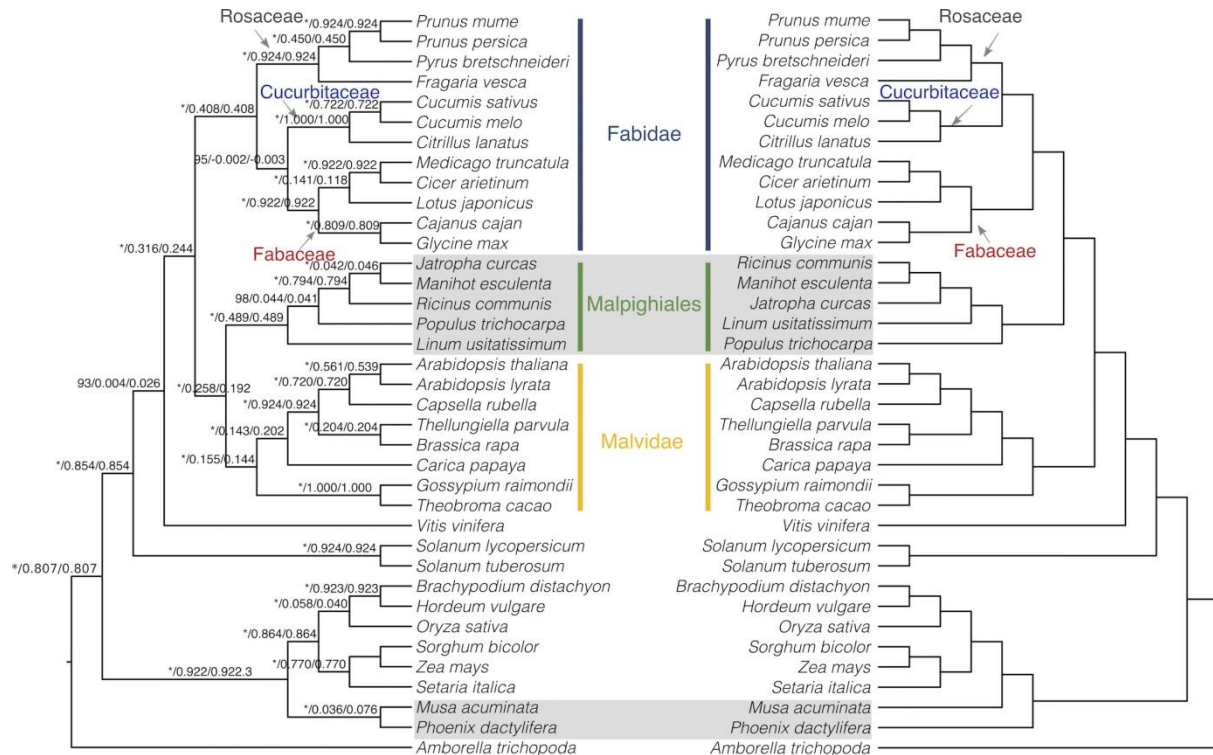 Rosaceae
*/0.924/0.924
Prunus mume
Prunus mume
Rosaceae
*/0.450/0.450
Prunus persica
Prunus persica
*/0.924/0.924
Pyrus bretschneideri
Pyrus bretschneideri
Fragaria vesca
Fragaria vesca
Cucurbitaceae
*/0.722/0.722
Cucumis sativus
Cucumis sativus
Cucurbitaceae
*/0.408/0.408
*/1.000/1.000
Cucumis melo
Cucumis melo
Fabidae
Citrillus lanatus
Citrillus lanatus
95/-0.002/-0.003
*/0.922/0.922
Medicago truncatula
Medicago truncatula
*/0.141/0.118
Cicer arietinum
Cicer arietinum
*/0.922/0.922
Lotus japonicus
Lotus japonicus
*/0.809/0.809
Cajanus cajan
Cajanus cajan
*/0.316/0.244
Glycine max
Glycine max
Fabaceae
Fabaceae
*/0.042/0.046
Jatropha curcas
Ricinus communis
*/0.794/0.794
Manihot esculenta
Malpighiales
Manihot esculenta
98/0.044/0.041
Ricinus communis
Jatropha curcas
*/0.489/0.489
Populus trichocarpa
Linum usitatissimum
Linum usitatissimum
Populus trichocarpa
*/0.561/0.539
Arabidopsis thaliana
Arabidopsis thaliana
93/0.004/0.026
*/0.258/0.192
*/0.720/0.720
Arabidopsis lyrata
Arabidopsis lyrata
*/0.924/0.924
Capsella rubella
Capsella rubella
*/0.143/0.202
*/0.204/0.204
Thellungiella parvula
Thellungiella parvula
Malvidae
Brassica rapa
Brassica rapa
*/0.155/0.144
Carica papaya
Carica papaya
*/0.854/0.854
*/1.000/1.000
Gossypium raimondii
Gossypium raimondii
Theobroma cacao
Theobroma cacao
Vitis vinifera
Vitis vinifera
*/0.924/0.924
Solanum lycopersicum
Solanum lycopersicum
Solanum tuberosum
Solanum tuberosum
*/0.807/0.807
*/0.923/0.923
Brachypodium distachyon
Brachypodium distachyon
*/0.058/0.040
Hordeum vulgare
Hordeum vulgare
*/0.864/0.864
Oryza sativa
Oryza sativa
Sorghum bicolor
Sorghum bicolor
*/0.770/0.770
Zea mays
Zea mays
*/0.922/0.922.3
Setaria italica
Setaria italica
*/0.036/0.076
Musa acuminata
Musa acuminata
Phoenix dactylifera
Phoenix dactylifera
Amborella trichopoda
Amborella trichopoda